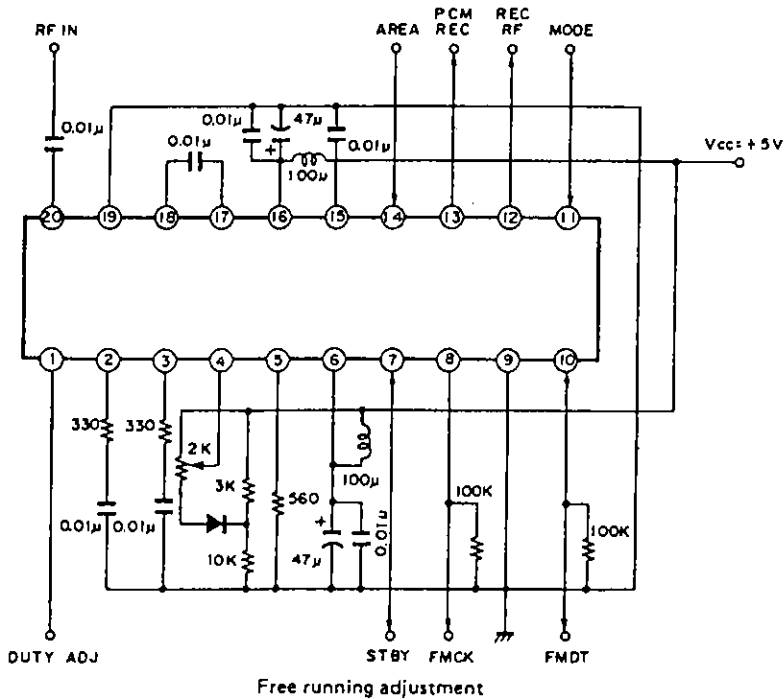 PCM REC
REC RF
RF IN
AREA
MODE
0.01μ
0.01μ
47μ
0.01μ
+
0.01μ
100μ
Vcc=+5V
20
19
18
17
16
15
14
13
12
11
1
2
3
4
5
6
7
8
9
10
330
330
2K
3K
560
100μ
100K
100K
0.01μ
0.01μ
10K
+
47μ
0.01μ
DUTY ADJ
STBY
FMCK
FMDT
Free running adjustment